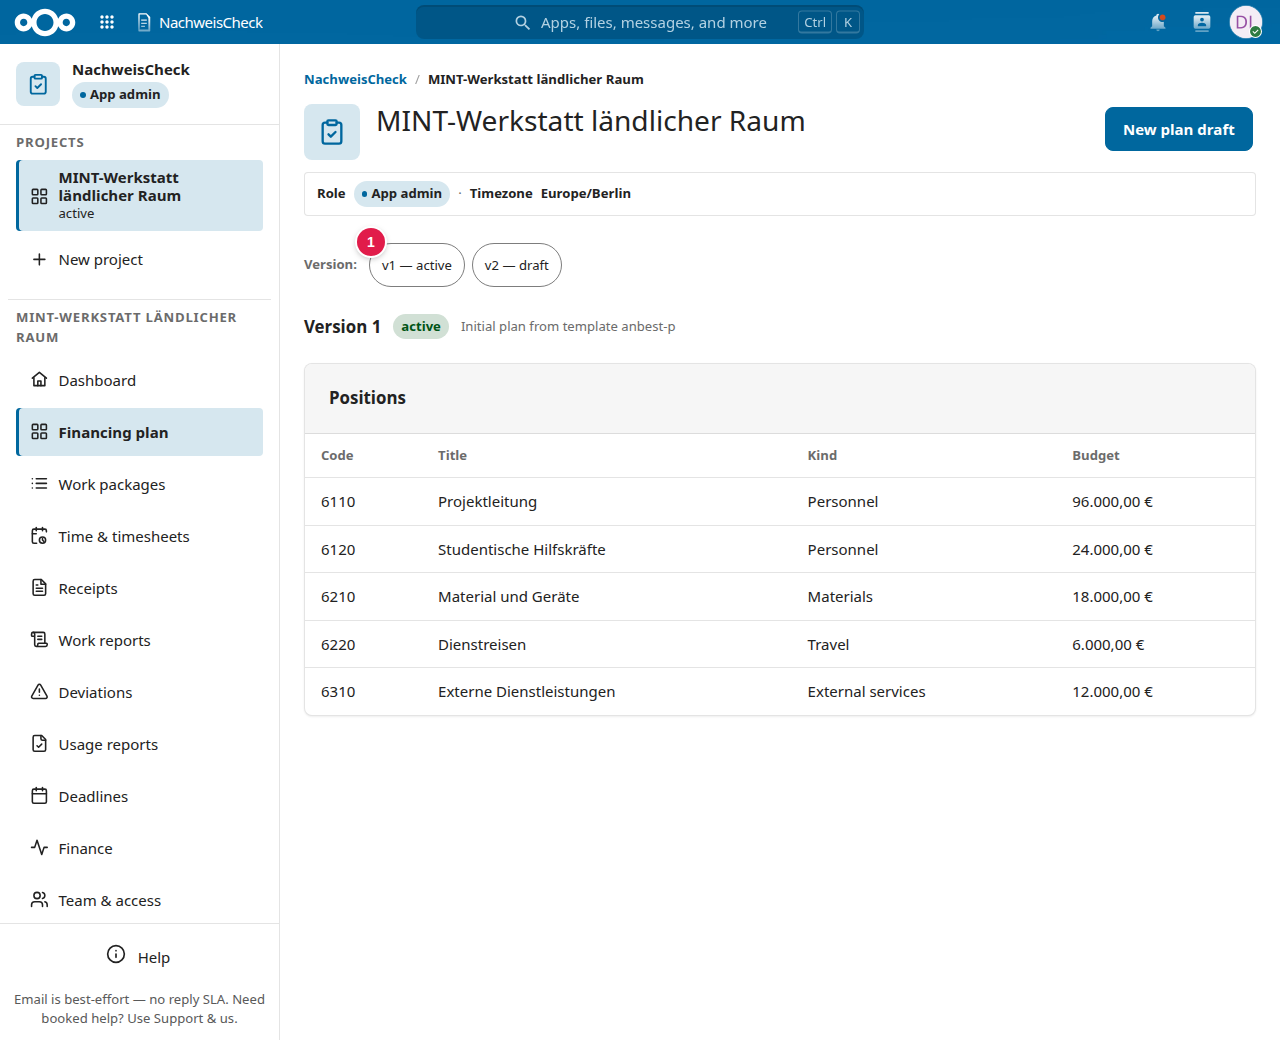 NachweisCheck
Apps, files, messages, and more
Ctrl
K
DI
NachweisCheck
App admin
PROJECTS
MINT-Werkstatt
ländlicher Raum
active
New project
MINT-WERKSTATT LÄNDLICHER
RAUM
Dashboard
Financing plan
Work packages
Time & timesheets
Receipts
Work reports
Deviations
Usage reports
Deadlines
Finance
Team & access
Help
Email is best-effort — no reply SLA. Need
booked help? Use Support & us.
NachweisCheck / MINT-Werkstatt ländlicher Raum
MINT-Werkstatt ländlicher Raum
New plan draft
Role App admin · Timezone Europe/Berlin
1
Version: v1 — active v2 — draft
Version 1 active Initial plan from template anbest-p
Positions
Code Title Kind Budget
6110 Projektleitung Personnel 96.000,00 €
6120 Studentische Hilfskräfte Personnel 24.000,00 €
6210 Material und Geräte Materials 18.000,00 €
6220 Dienstreisen Travel 6.000,00 €
6310 Externe Dienstleistungen External services 12.000,00 €